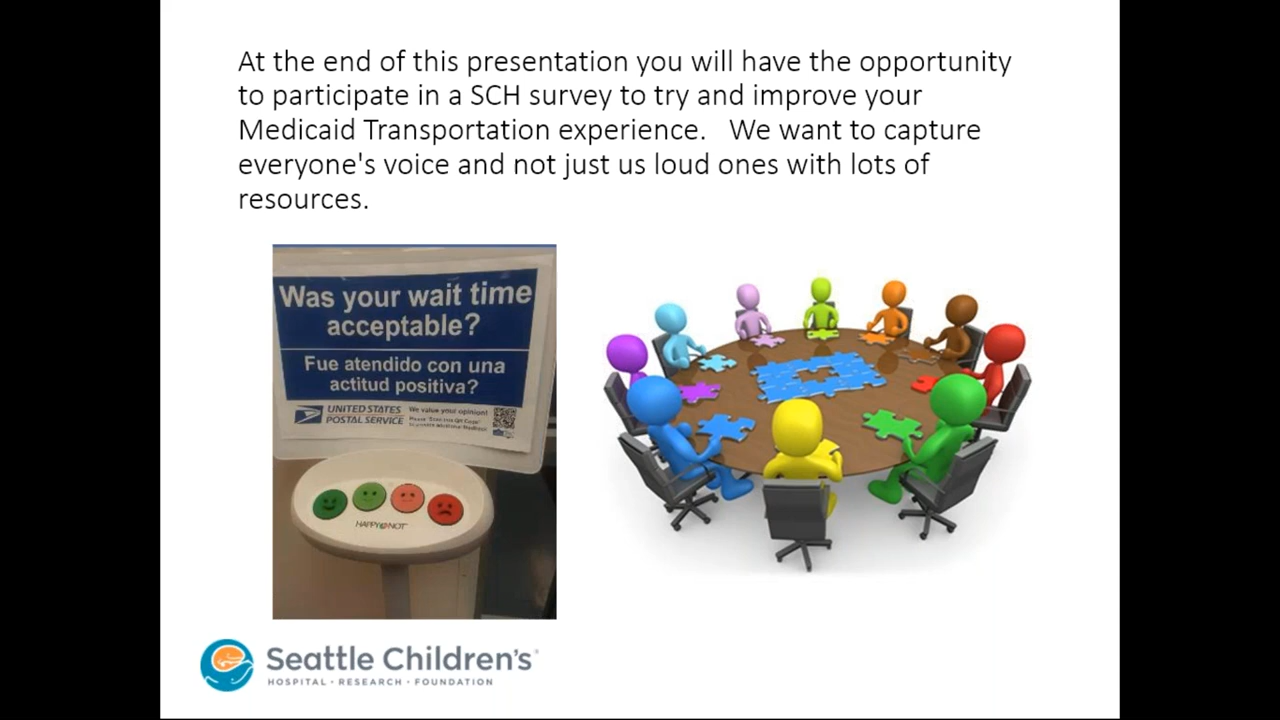 At the end of this presentation you will have the opportunity
to participate in a SCH survey to try and improve your
Medicaid Transportation experience. We want to capture
everyone's voice and not just us loud ones with lots of
resources.
Was your wait time
acceptable?
Fue atendido con una
actitud positiva?
UNITED STATES
POSTAL SERVICE
We value your opinion!
HAPPY OR NOT
Seattle Children's
HOSPITAL · RESEARCH · FOUNDATION